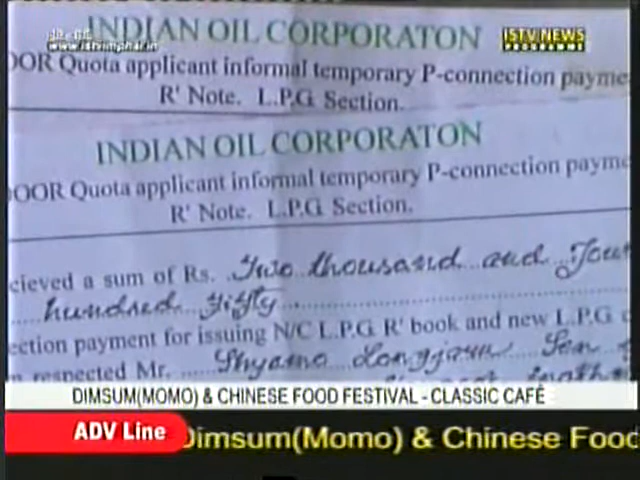 INDIAN OIL CORPORATON
www.istvimphal.in
ISTV NEWS
PROGRAMME
OOR Quota applicant informal temporary P-connection payme
R' Note. L.P.G Section.
INDIAN OIL CORPORATON
OOR Quota applicant informal temporary P-connection payme
R' Note. L.P.G Section.
cieved a sum of Rs. Two thousand and Four
hundred fifty
ection payment for issuing N/C L.P.G R' book and new L.P.G
n respected Mr. Shyamo
DIMSUM(MOMO) & CHINESE FOOD FESTIVAL - CLASSIC CAFÉ
ADV Line
Dimsum(Momo) & Chinese Food